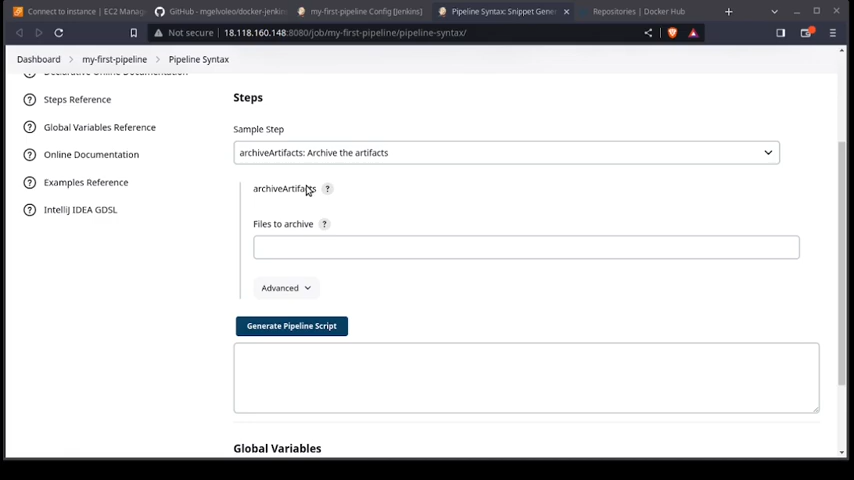 Connect to instance | EC2 Manag
GitHub - mgelvoleo/docker-jenkin
my-first-pipeline Config [Jenkins]
Pipeline Syntax: Snippet Gener
Repositories | Docker Hub
Not secure
18.118.160.148:8080/job/my-first-pipeline/pipeline-syntax/
Dashboard
my-first-pipeline
Pipeline Syntax
Declarative Online Documentation
Steps Reference
Global Variables Reference
Online Documentation
Examples Reference
IntelliJ IDEA GDSL
Steps
Sample Step
archiveArtifacts: Archive the artifacts
archiveArtifacts ?
Files to archive ?
Advanced
Generate Pipeline Script
Global Variables